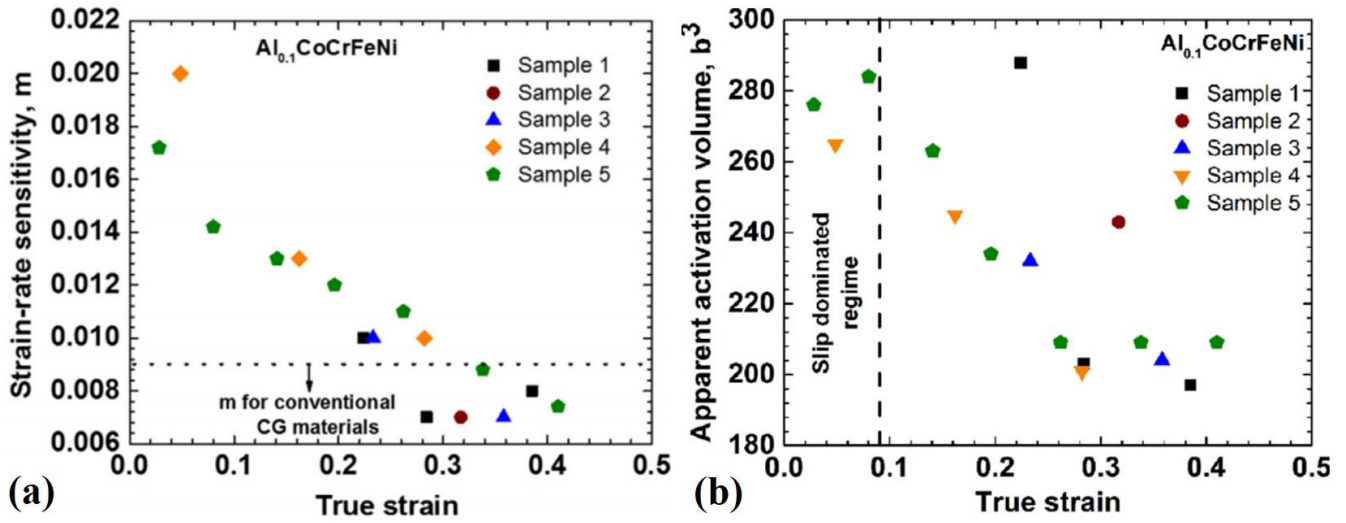 Strain-rate sensitivity, m
0.022
0.020
0.018
0.016
0.014
0.012
0.010
0.008
0.006
Al0.1CoCrFeNi
Sample 1
Sample 2
Sample 3
Sample 4
Sample 5
m for conventional
CG materials
0.0 0.1 0.2 0.3 0.4 0.5
True strain
(a)
Apparent activation volume, b³
300
280
260
240
220
200
180
Al0.1CoCrFeNi
Sample 1
Sample 2
Sample 3
Sample 4
Sample 5
Slip dominated
regime
0.0 0.1 0.2 0.3 0.4 0.5
True strain
(b)